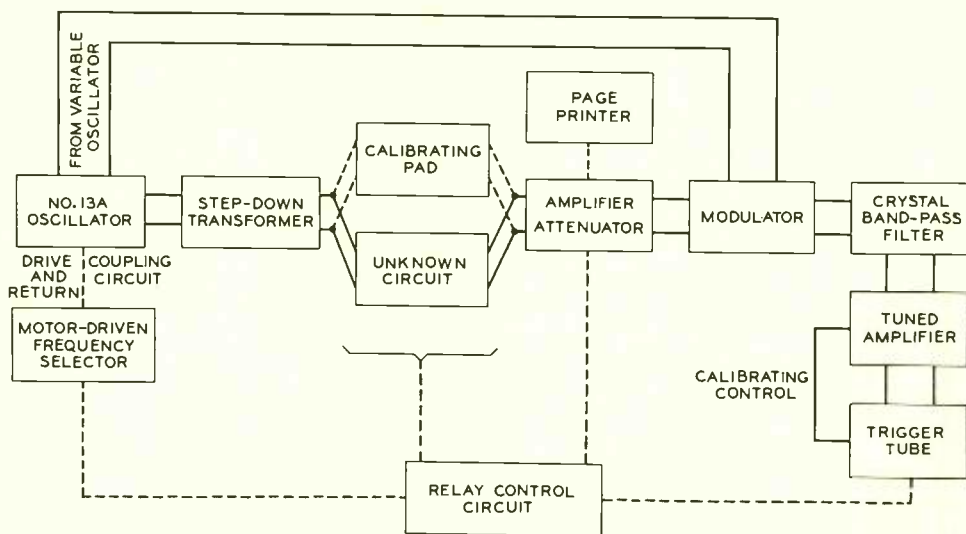 FROM VARIABLE
OSCILLATOR
PAGE
PRINTER
CALIBRATING
PAD
NO. 13A
OSCILLATOR
STEP-DOWN
TRANSFORMER
AMPLIFIER
ATTENUATOR
MODULATOR
CRYSTAL
BAND-PASS
FILTER
UNKNOWN
CIRCUIT
DRIVE
AND
RETURN
COUPLING
CIRCUIT
MOTOR-DRIVEN
FREQUENCY
SELECTOR
TUNED
AMPLIFIER
CALIBRATING
CONTROL
TRIGGER
TUBE
RELAY CONTROL
CIRCUIT